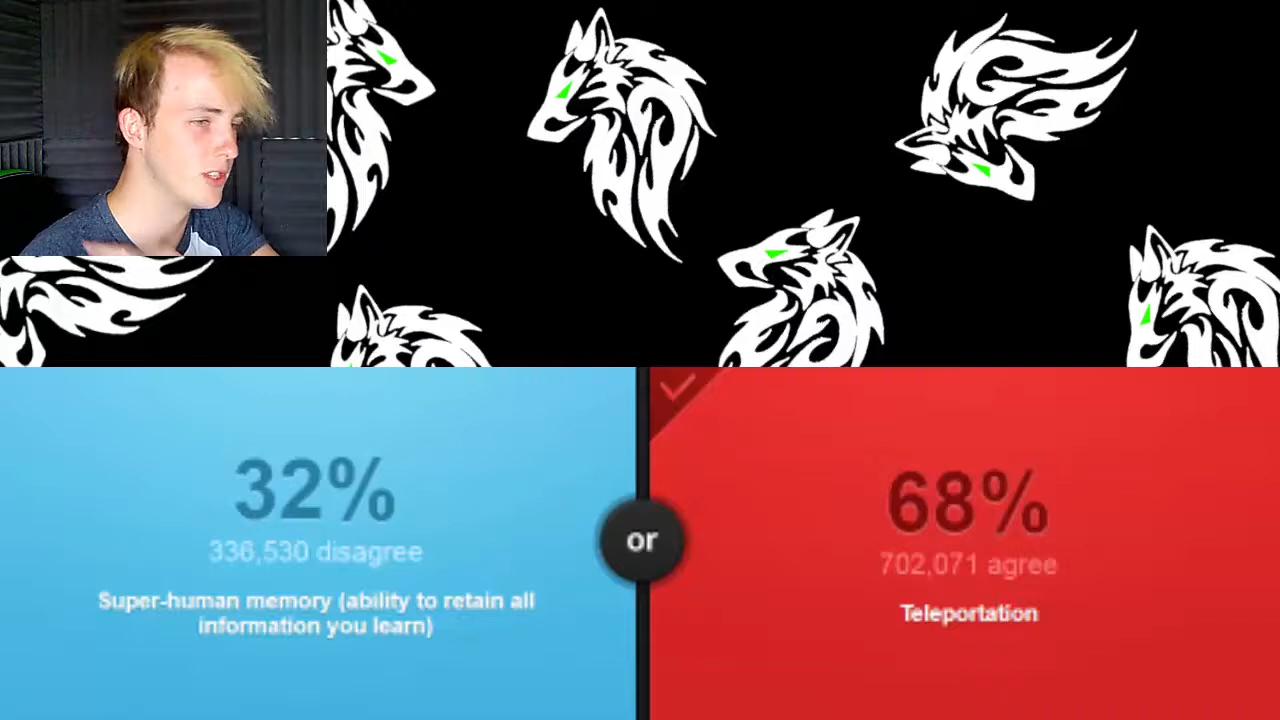 32%
336,530 disagree
Super-human memory (ability to retain all
information you learn)
or
68%
702,071 agree
Teleportation